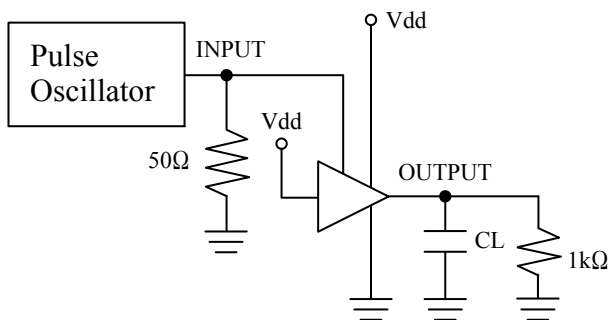 Pulse
Oscillator
INPUT
Vdd
Vdd
50Ω
OUTPUT
CL
1kΩ